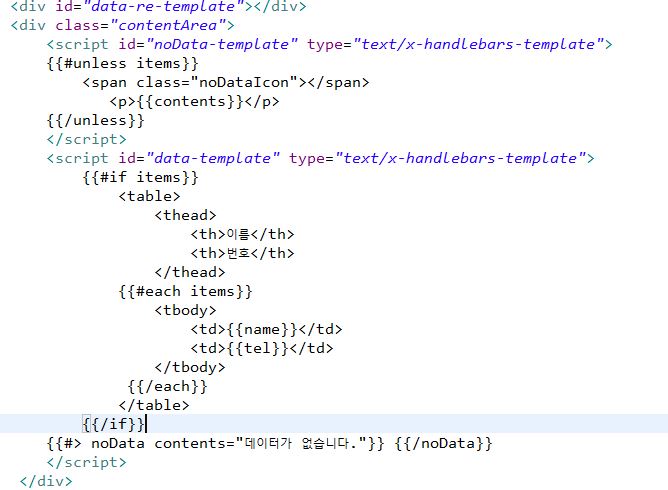 <div id="data-re-template"></div>
<div class="contentArea">
    <script id="noData-template" type="text/x-handlebars-template">
    {{#unless items}}
        <span class="noDataIcon"></span>
           <p>{{contents}}</p>
    {{/unless}}
    </script>
    <script id="data-template" type="text/x-handlebars-template">
        {{#if items}}
            <table>
                <thead>
                    <th>이름</th>
                    <th>번호</th>
                </thead>
            {{#each items}}
                <tbody>
                    <td>{{name}}</td>
                    <td>{{tel}}</td>
                </tbody>
             {{/each}}
            </table>
        {{/if}}
    {{#> noData contents="데이터가 없습니다."}} {{/noData}}
    </script>
 </div>